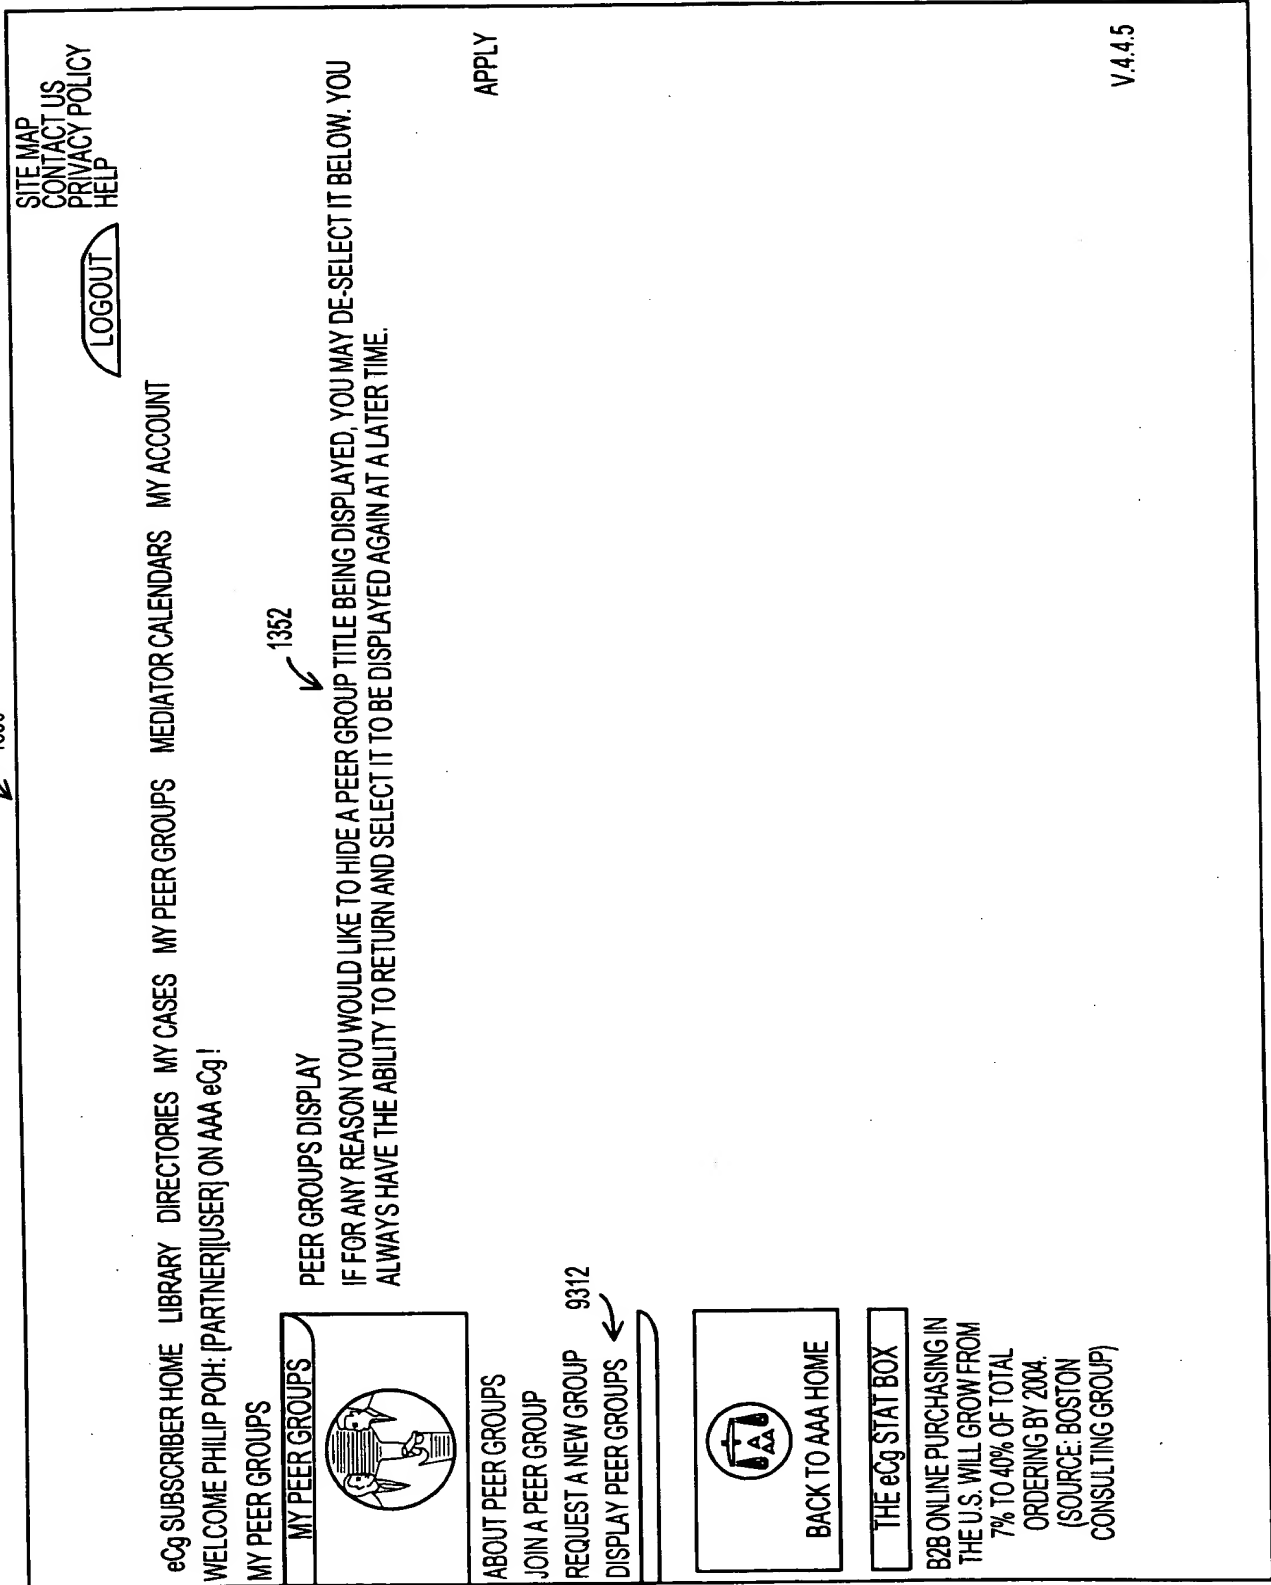 SITE MAP
CONTACT US
PRIVACY POLICY
HELP
LOGOUT
eCg SUBSCRIBER HOME LIBRARY DIRECTORIES MY CASES MY PEER GROUPS MEDIATOR CALENDARS MY ACCOUNT
WELCOME PHILIP POH: [PARTNER][USER] ON AAA eCg!
MY PEER GROUPS
MY PEER GROUPS
ABOUT PEER GROUPS
JOIN A PEER GROUP
REQUEST A NEW GROUP
DISPLAY PEER GROUPS
9312
PEER GROUPS DISPLAY
1352
IF FOR ANY REASON YOU WOULD LIKE TO HIDE A PEER GROUP TITLE BEING DISPLAYED, YOU MAY DE-SELECT IT BELOW. YOU
ALWAYS HAVE THE ABILITY TO RETURN AND SELECT IT TO BE DISPLAYED AGAIN AT A LATER TIME.
APPLY
AAA
BACK TO AAA HOME
THE eCg STAT BOX
B2B ONLINE PURCHASING IN
THE U.S. WILL GROW FROM
7% TO 40% OF TOTAL
ORDERING BY 2004.
(SOURCE: BOSTON
CONSULTING GROUP)
V.4.4.5